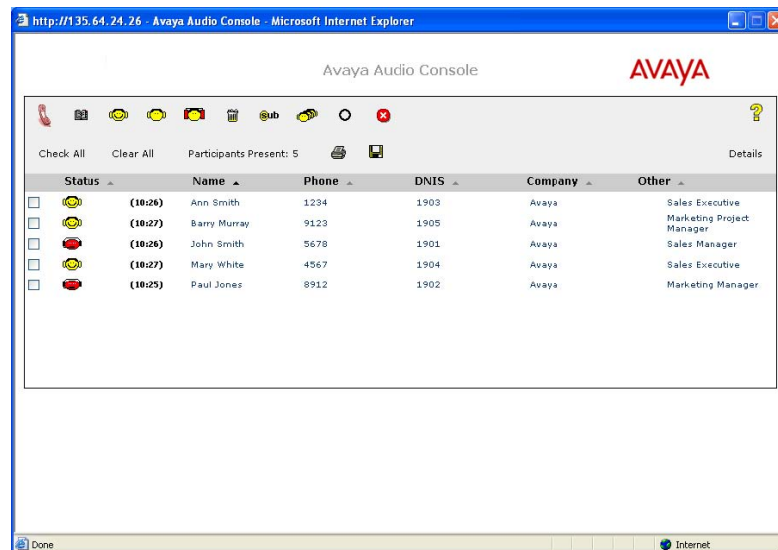 http://135.64.24.26 - Avaya Audio Console - Microsoft Internet Explorer
Avaya Audio Console
AVAYA
Sub
?
Check All Clear All Participants Present: 5 Details
Status Name Phone DNIS Company Other
(10:26) Ann Smith 1234 1903 Avaya Sales Executive
(10:27) Barry Murray 9123 1905 Avaya Marketing Project
Manager
(10:26) John Smith 5678 1901 Avaya Sales Manager
(10:27) Mary White 4567 1904 Avaya Sales Executive
(10:25) Paul Jones 8912 1902 Avaya Marketing Manager
Done Internet